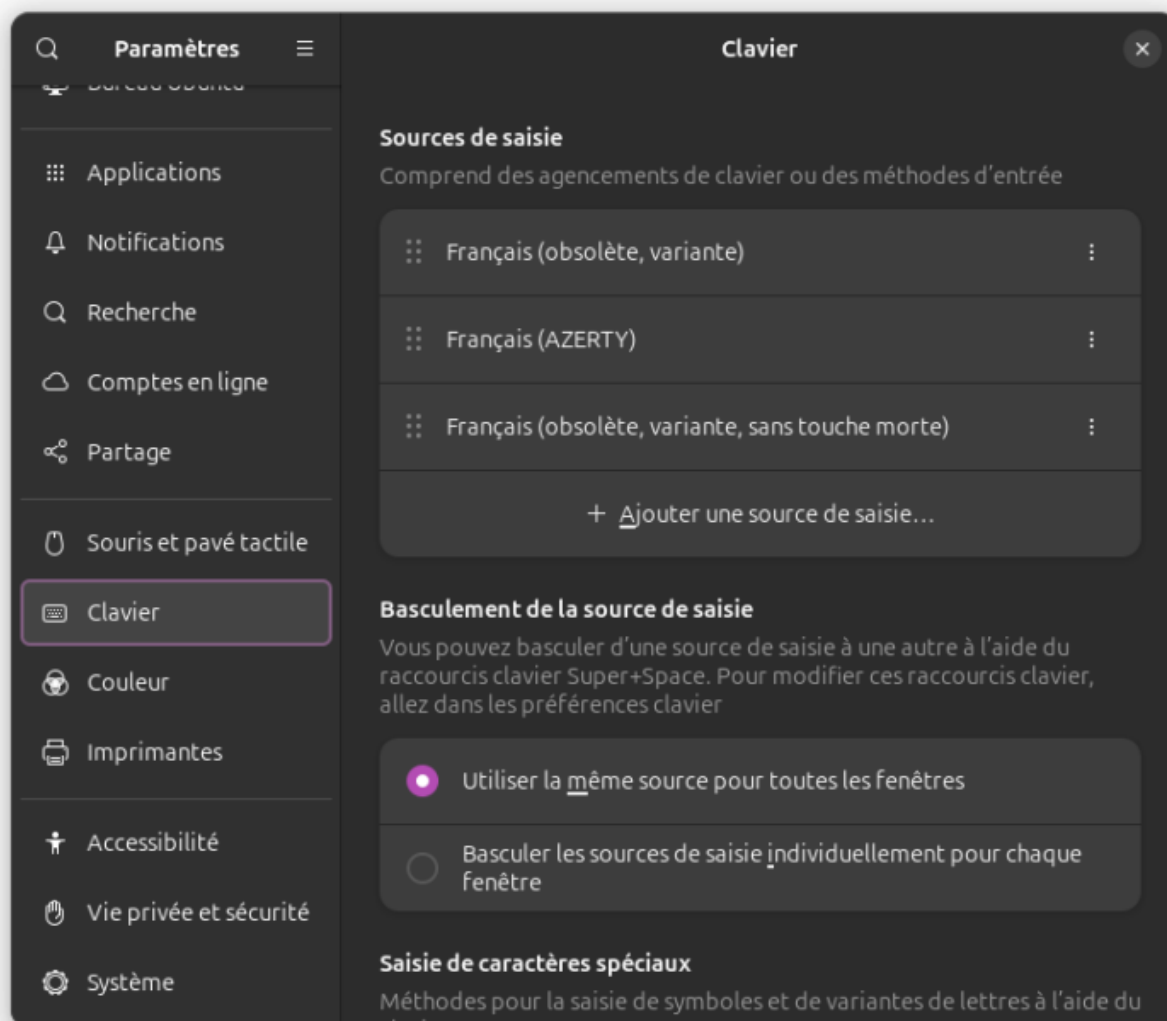 Paramètres
Bureau Ubuntu
Applications
Notifications
Recherche
Comptes en ligne
Partage
Souris et pavé tactile
Clavier
Couleur
Imprimantes
Accessibilité
Vie privée et sécurité
Système
Clavier
Sources de saisie
Comprend des agencements de clavier ou des méthodes d'entrée
Français (obsolète, variante)
Français (AZERTY)
Français (obsolète, variante, sans touche morte)
+ Ajouter une source de saisie…
Basculement de la source de saisie
Vous pouvez basculer d'une source de saisie à une autre à l'aide du
raccourcis clavier Super+Space. Pour modifier ces raccourcis clavier,
allez dans les préférences clavier
Utiliser la même source pour toutes les fenêtres
Basculer les sources de saisie individuellement pour chaque
fenêtre
Saisie de caractères spéciaux
Méthodes pour la saisie de symboles et de variantes de lettres à l'aide du